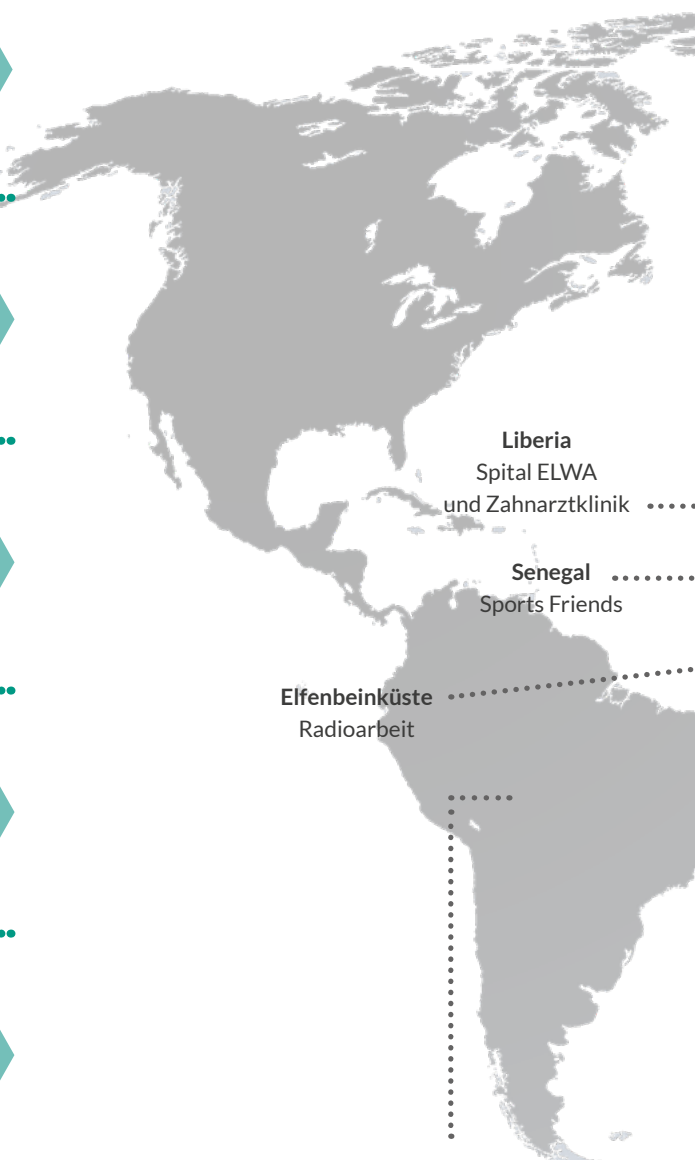 Liberia
Spital ELWA
und Zahnarztklinik
Senegal
Sports Friends
Elfenbeinküste
Radioarbeit